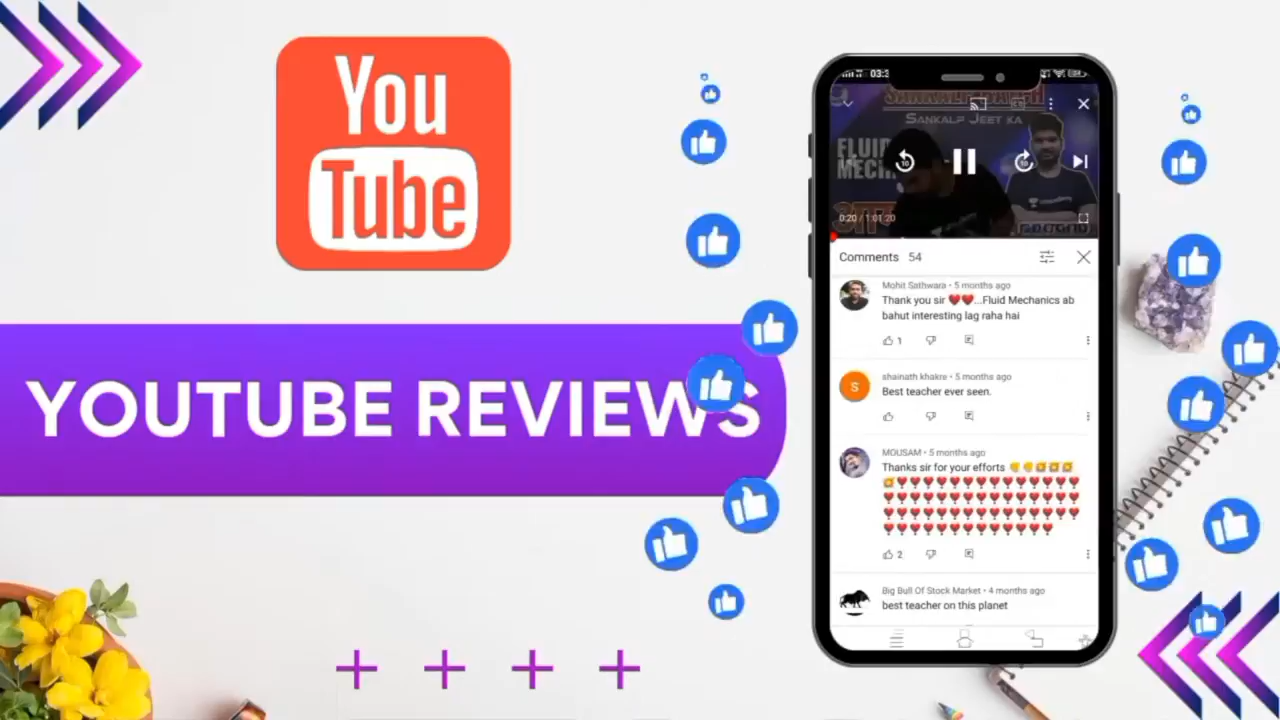 You
Tube
YOUTUBE REVIEWS
SANKALP JEET KA
FLUID
0:20 / 1:01:20
Comments 54
Mohit Sathwara • 5 months ago
Thank you sir ❤️❤️...Fluid Mechanics ab
bahut interesting lag raha hai
1
S
shainath khakre • 5 months ago
Best teacher ever seen.
MOUSAM • 5 months ago
Thanks sir for your efforts
2
Big Bull Of Stock Market • 4 months ago
best teacher on this planet